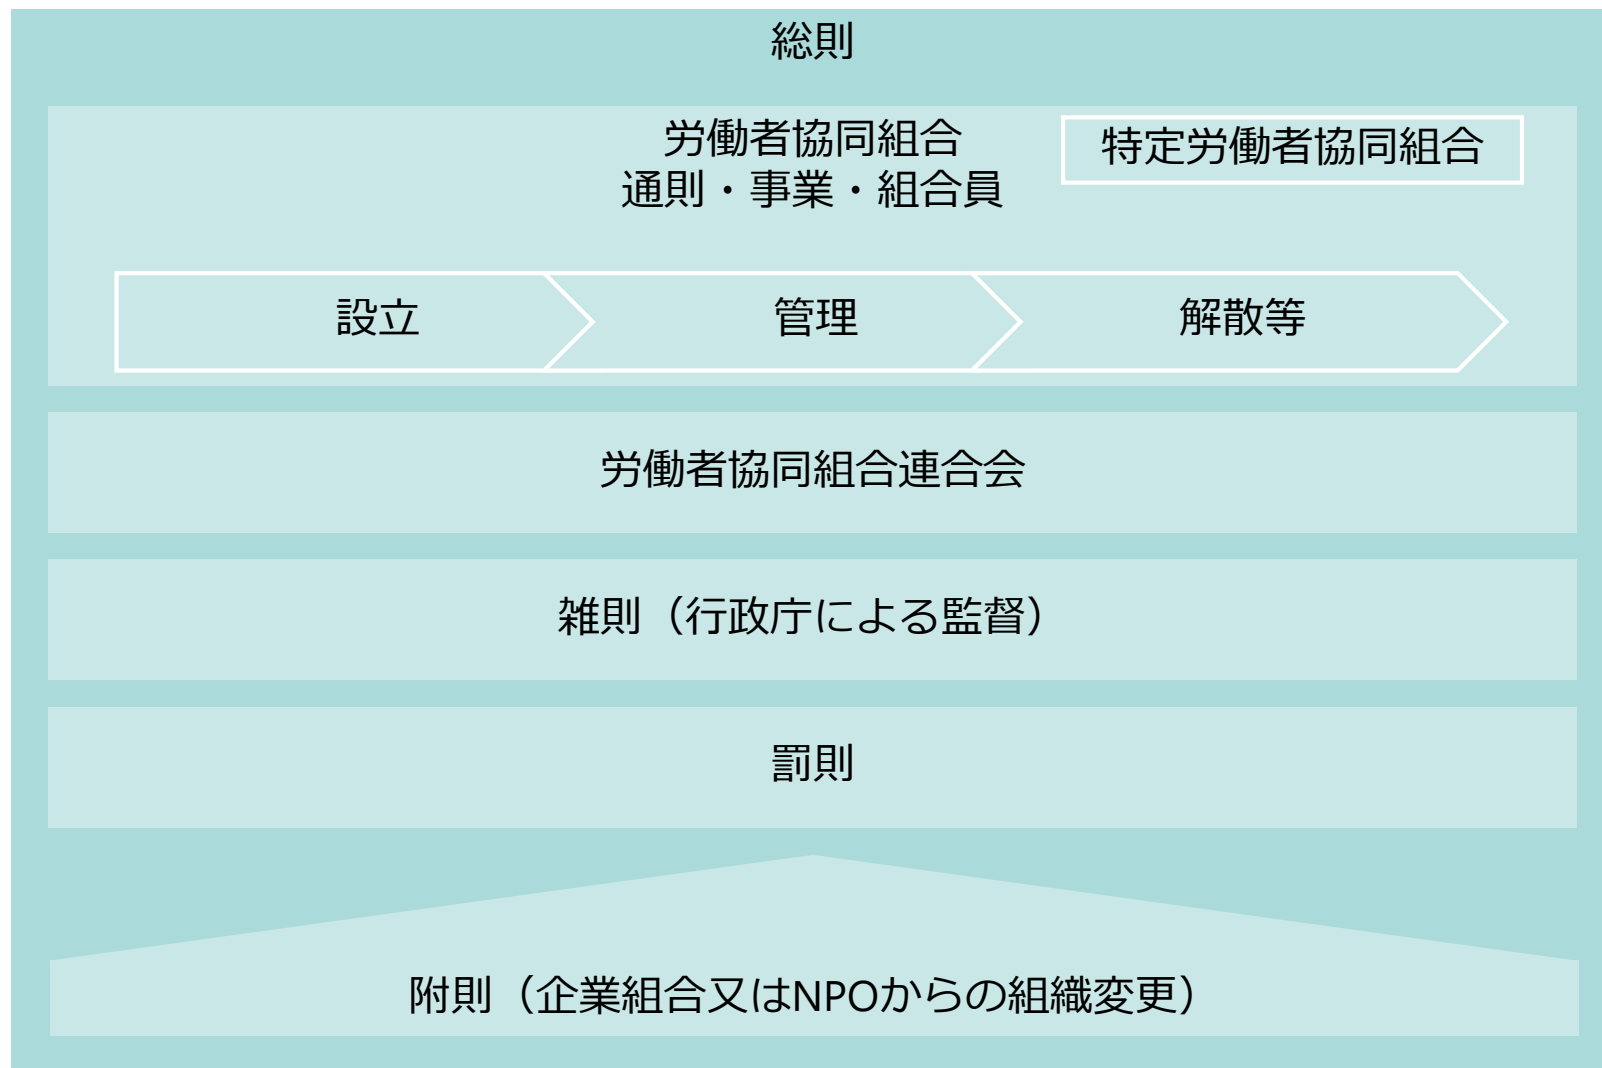 総則
労働者協同組合
通則・事業・組合員
特定労働者協同組合
設立
管理
解散等
労働者協同組合連合会
雑則（行政庁による監督）
罰則
附則（企業組合又はNPOからの組織変更）